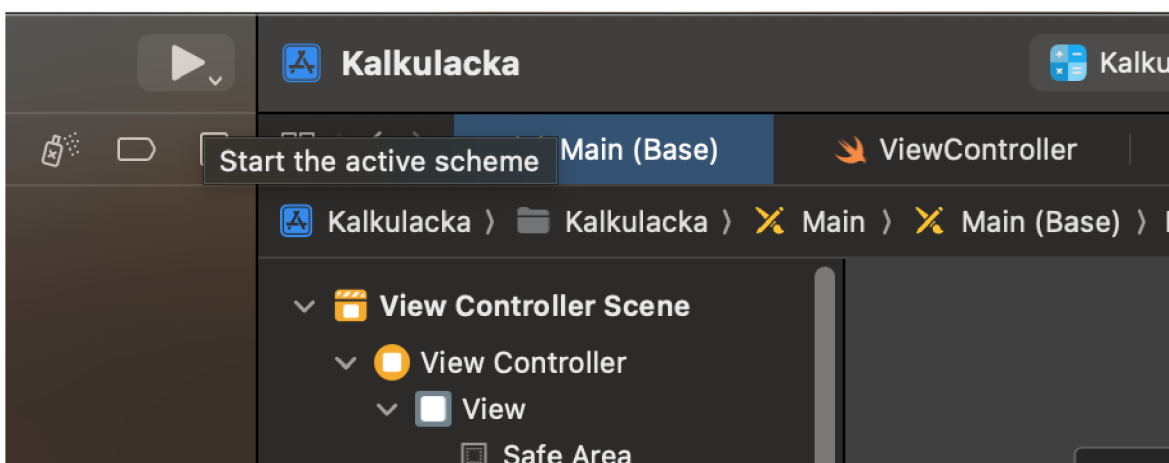 Kalkulacka
Kalku
Start the active scheme
Main (Base)
ViewController
Kalkulacka 〉 Kalkulacka 〉 Main 〉 Main (Base) 〉
View Controller Scene
View Controller
View
Safe Area